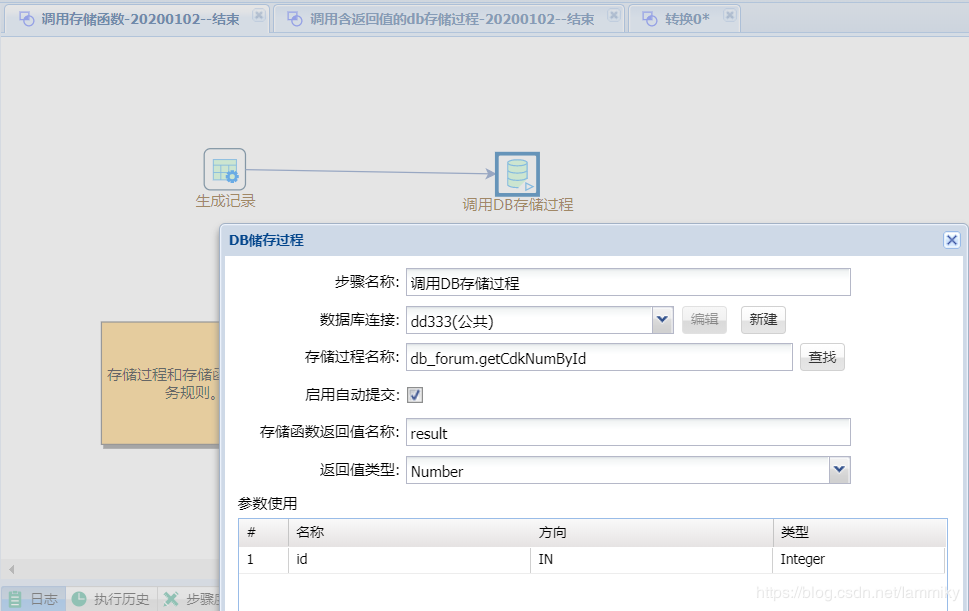 调用存储函数-20200102--结束
调用含返回值的db存储过程-20200102--结束
转换0*
生成记录
调用DB存储过程
DB储存过程
步骤名称: 调用DB存储过程
数据库连接: dd333(公共) 编辑 新建
存储过程名称: db_forum.getCdkNumById 查找
启用自动提交:
存储函数返回值名称: result
返回值类型: Number
存储过程和存储
务规则。
参数使用
# 名称 方向 类型
1 id IN Integer
日志 执行历史 步骤
https://blog.csdn.net/lammiky